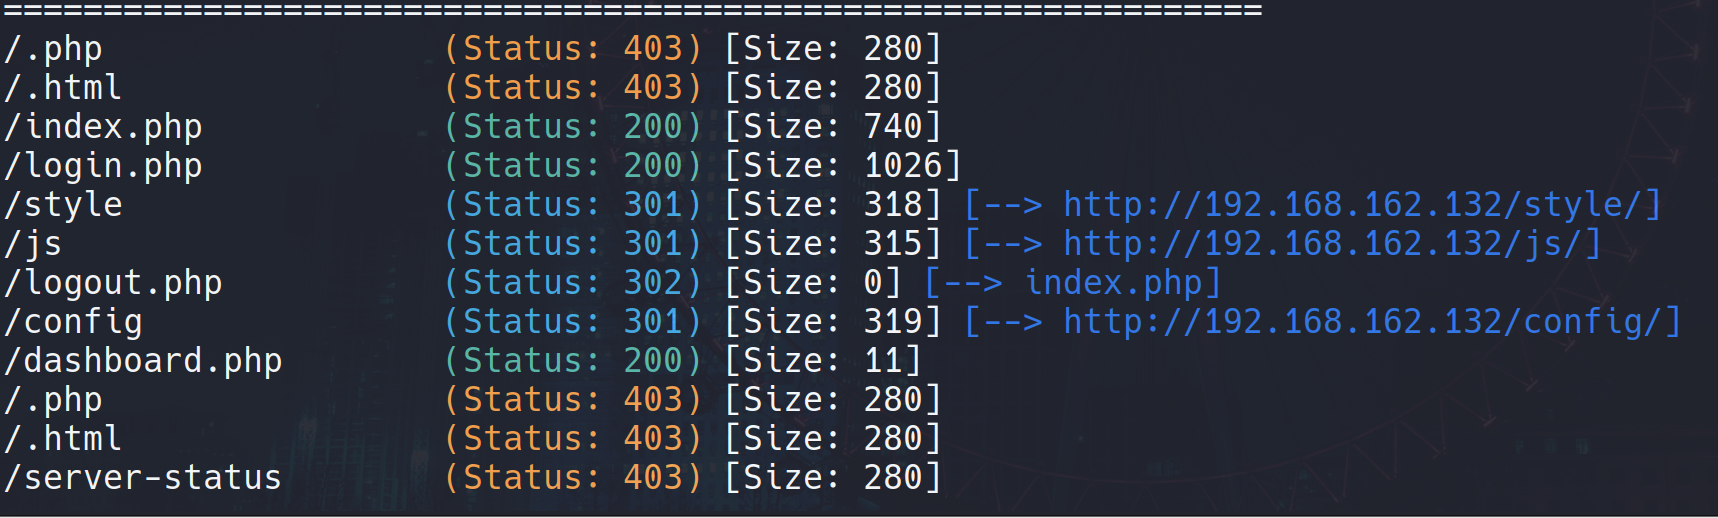 ===============================================================
/.php                 (Status: 403) [Size: 280]
/.html                (Status: 403) [Size: 280]
/index.php            (Status: 200) [Size: 740]
/login.php            (Status: 200) [Size: 1026]
/style                (Status: 301) [Size: 318] [--> http://192.168.162.132/style/]
/js                   (Status: 301) [Size: 315] [--> http://192.168.162.132/js/]
/logout.php           (Status: 302) [Size: 0] [--> index.php]
/config               (Status: 301) [Size: 319] [--> http://192.168.162.132/config/]
/dashboard.php        (Status: 200) [Size: 11]
/.php                 (Status: 403) [Size: 280]
/.html                (Status: 403) [Size: 280]
/server-status        (Status: 403) [Size: 280]